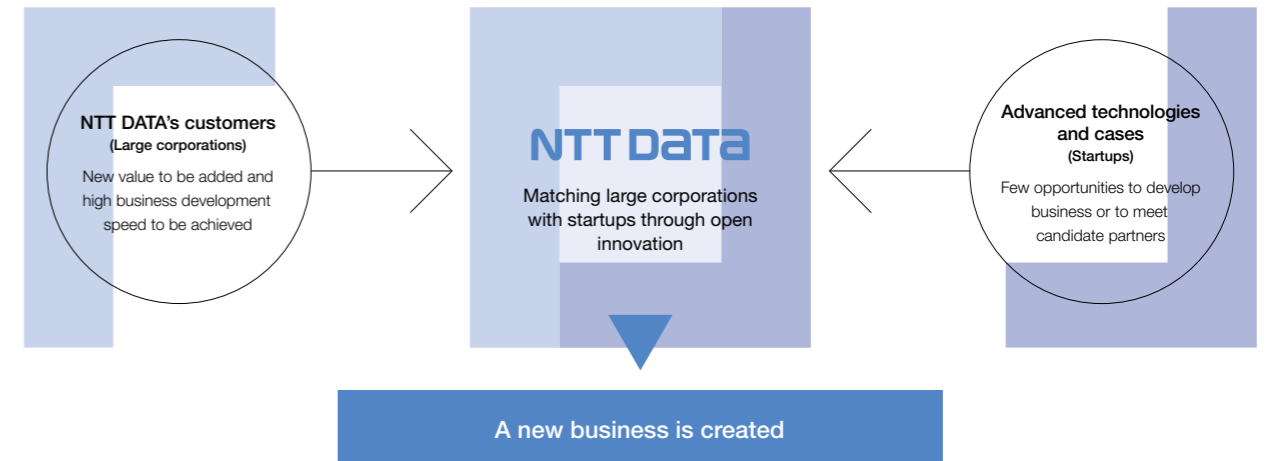 NTT DATA's customers
(Large corporations)
New value to be added and
high business development
speed to be achieved
NTT DATA
Matching large corporations
with startups through open
innovation
Advanced technologies
and cases
(Startups)
Few opportunities to develop
business or to meet
candidate partners
A new business is created